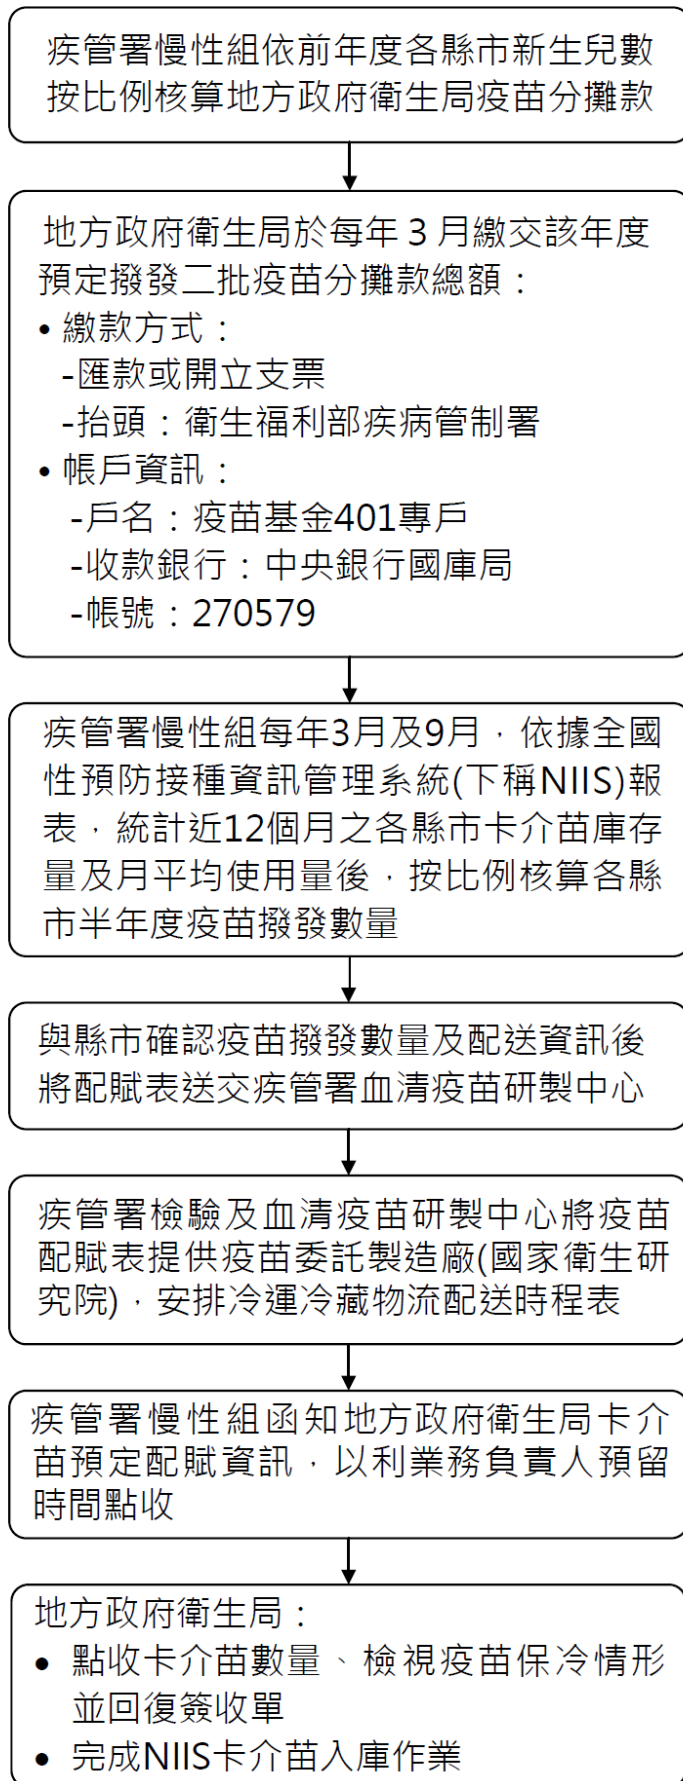 疾管署慢性組依前年度各縣市新生兒數
按比例核算地方政府衛生局疫苗分攤款
地方政府衛生局於每年 3 月繳交該年度
預定撥發二批疫苗分攤款總額：
• 繳款方式：
-匯款或開立支票
-抬頭：衛生福利部疾病管制署
• 帳戶資訊：
-戶名：疫苗基金401專戶
-收款銀行：中央銀行國庫局
-帳號：270579
疾管署慢性組每年3月及9月，依據全國
性預防接種資訊管理系統(下稱NIIS)報
表，統計近12個月之各縣市卡介苗庫存
量及月平均使用量後，按比例核算各縣
市半年度疫苗撥發數量
與縣市確認疫苗撥發數量及配送資訊後
將配賦表送交疾管署血清疫苗研製中心
疾管署檢驗及血清疫苗研製中心將疫苗
配賦表提供疫苗委託製造廠(國家衛生研
究院)，安排冷運冷藏物流配送時程表
疾管署慢性組函知地方政府衛生局卡介
苗預定配賦資訊，以利業務負責人預留
時間點收
地方政府衛生局：
• 點收卡介苗數量、檢視疫苗保冷情形
並回復簽收單
• 完成NIIS卡介苗入庫作業